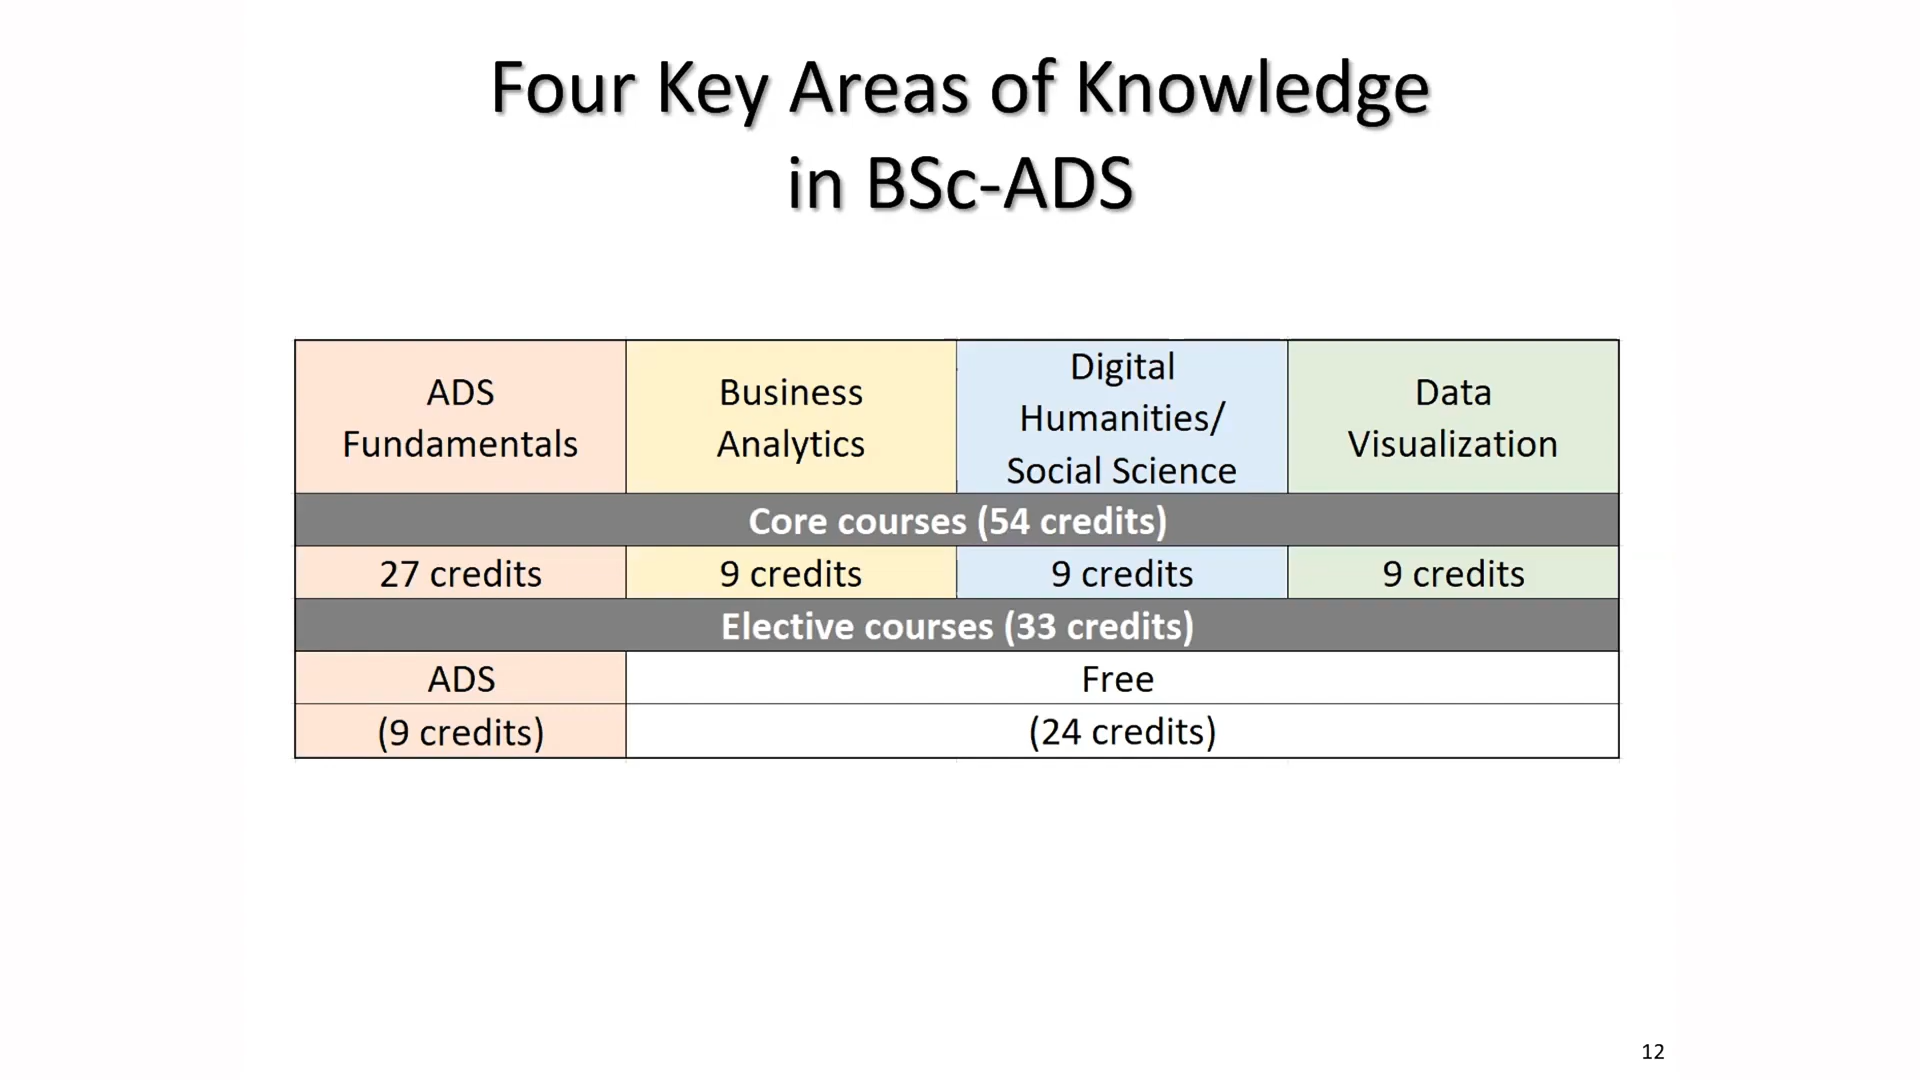 Four Key Areas of Knowledge
in BSc-ADS
ADS
Fundamentals
Business
Analytics
Digital
Humanities/
Social Science
Data
Visualization
Core courses (54 credits)
27 credits
9 credits
9 credits
9 credits
Elective courses (33 credits)
ADS
Free
(9 credits)
(24 credits)
12